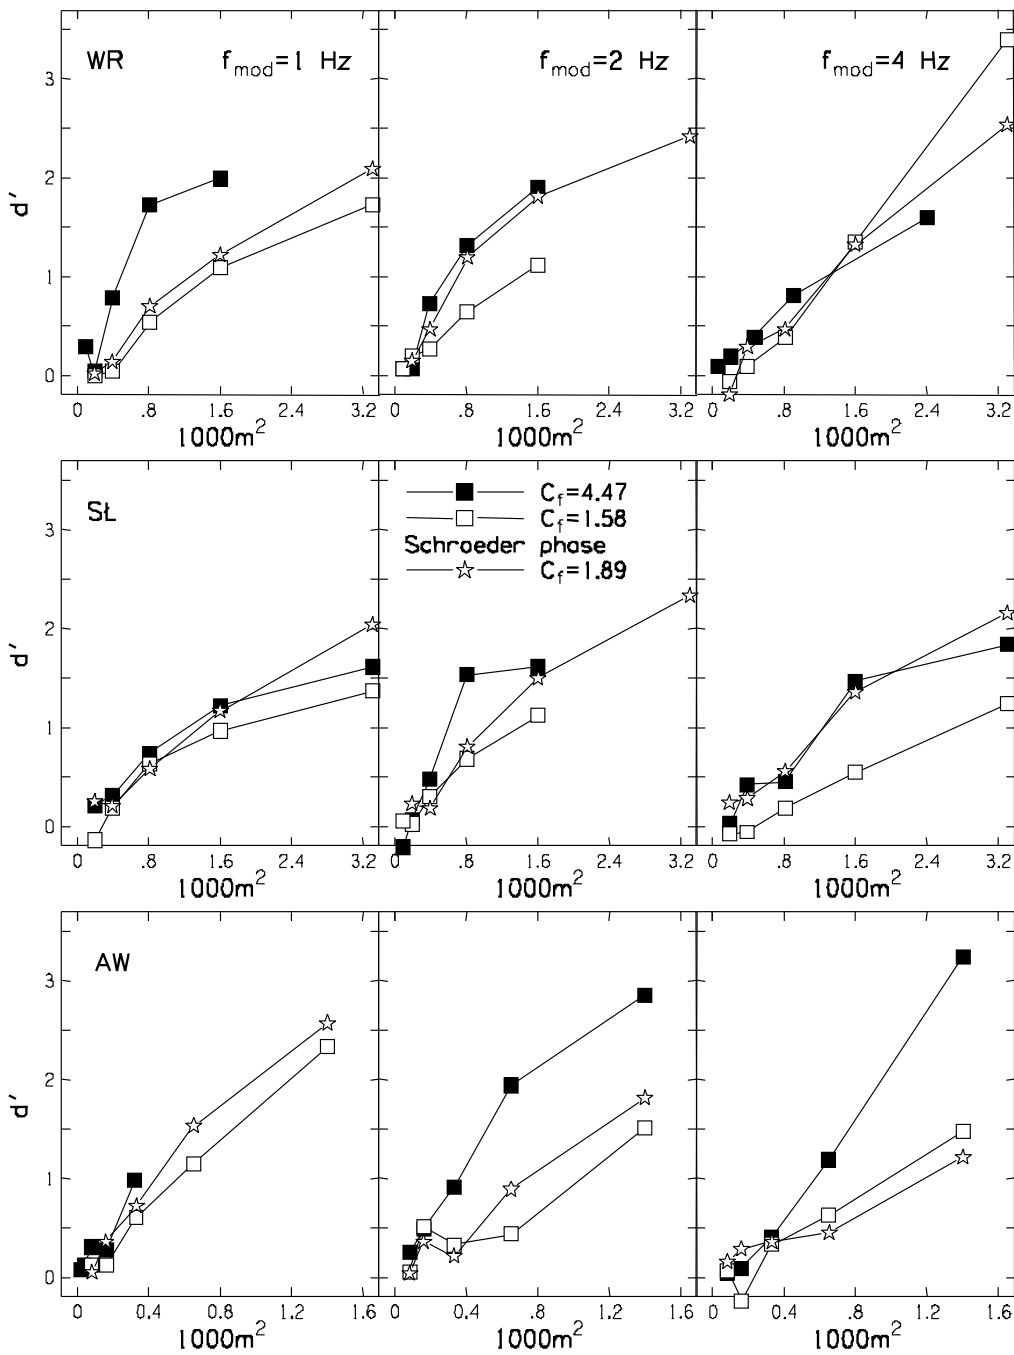 WR f_mod=1 Hz f_mod=2 Hz f_mod=4 Hz
3
2
1
0
d′
0 .8 1.6 2.4 3.2 0 .8 1.6 2.4 3.2 0 .8 1.6 2.4 3.2
1000m² 1000m² 1000m²
SŁ
C_f=4.47
C_f=1.58
Schroeder phase
C_f=1.89
3
2
1
0
d′
0 .8 1.6 2.4 3.2 0 .8 1.6 2.4 3.2 0 .8 1.6 2.4 3.2
1000m² 1000m² 1000m²
AW
3
2
1
0
d′
0 0.4 0.8 1.2 1.6 0 0.4 0.8 1.2 1.6 0 0.4 0.8 1.2 1.6
1000m² 1000m² 1000m²